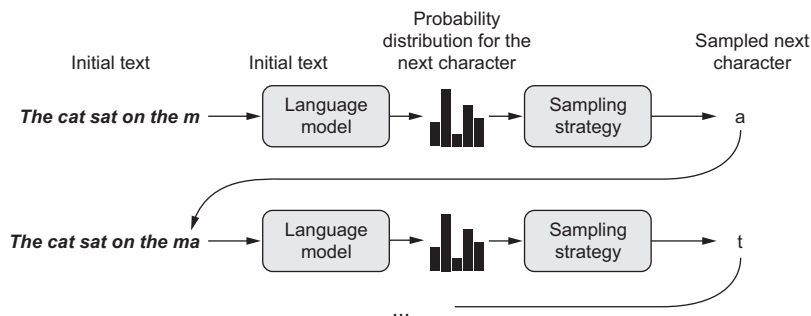 Probability
distribution for the
next character
Initial text
Initial text
Sampled next
character
The cat sat on the m
Language
model
Sampling
strategy
a
The cat sat on the ma
Language
model
Sampling
strategy
t
...